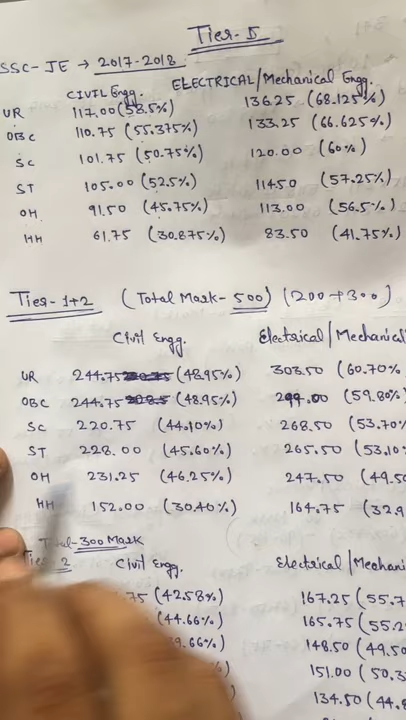 Tier-I
SSC-JE → 2017-2018
CIVIL Engg. ELECTRICAL/Mechanical Engg.
UR 117.00 (58.5%) 136.25 (68.125%)
OBC 110.75 (55.375%) 133.25 (66.625%)
SC 101.75 (50.75%) 120.00 (60%)
ST 105.00 (52.5%) 114.50 (57.25%)
OH 91.50 (45.75%) 113.00 (56.5%)
HH 61.75 (30.875%) 83.50 (41.75%)
Tier-1+2 (Total Mark-500) (200+300)
Civil Engg. Electrical/Mechanical
UR 244.75 (48.95%) 303.50 (60.70%
OBC 244.75 (48.95%) 299.00 (59.80%
SC 220.75 (44.10%) 268.50 (53.70%
ST 228.00 (45.60%) 265.50 (53.10%
OH 231.25 (46.25%) 247.50 (49.50
HH 152.00 (30.40%) 164.75 (32.9
300 Mark
Tier-2 Civil Engg. Electrical/Mechani
.75 (42.58%) 167.25 (55.7
(44.66%) 165.75 (55.2
39.66%) 148.50 (49.50
%) 151.00 (50.3
134.50 (44.8